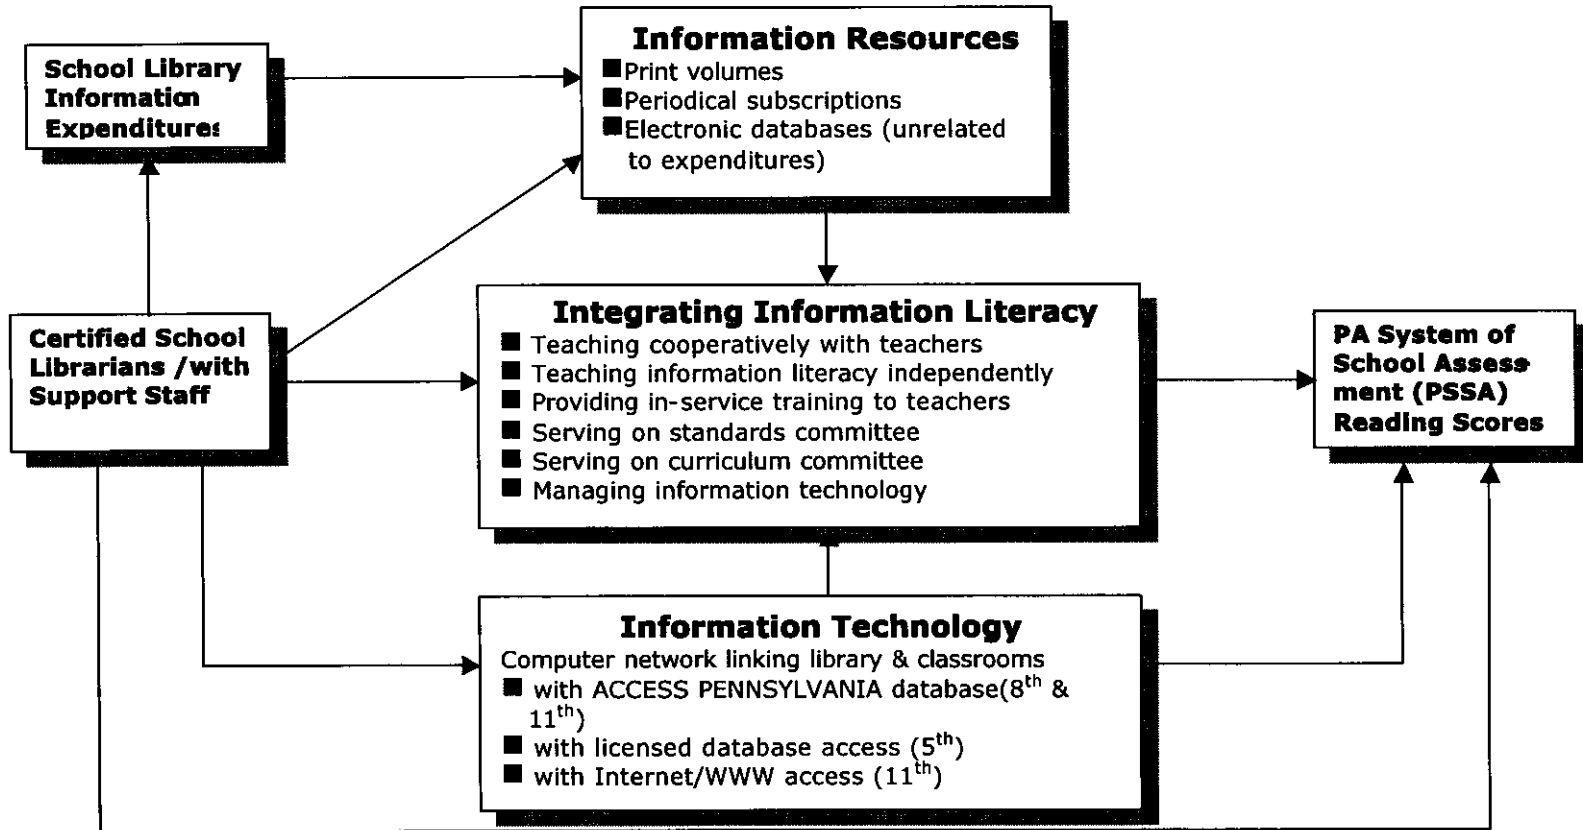 School Library
Information
Expenditures
Information Resources
■Print volumes
■Periodical subscriptions
■Electronic databases (unrelated
to expenditures)
Certified School
Librarians /with
Support Staff
Integrating Information Literacy
■ Teaching cooperatively with teachers
■ Teaching information literacy independently
■ Providing in-service training to teachers
■ Serving on standards committee
■ Serving on curriculum committee
■ Managing information technology
PA System of
School Assess-
ment (PSSA)
Reading Scores
Information Technology
Computer network linking library & classrooms
■ with ACCESS PENNSYLVANIA database(8th &
11th)
■ with licensed database access (5th)
■ with Internet/WWW access (11th)